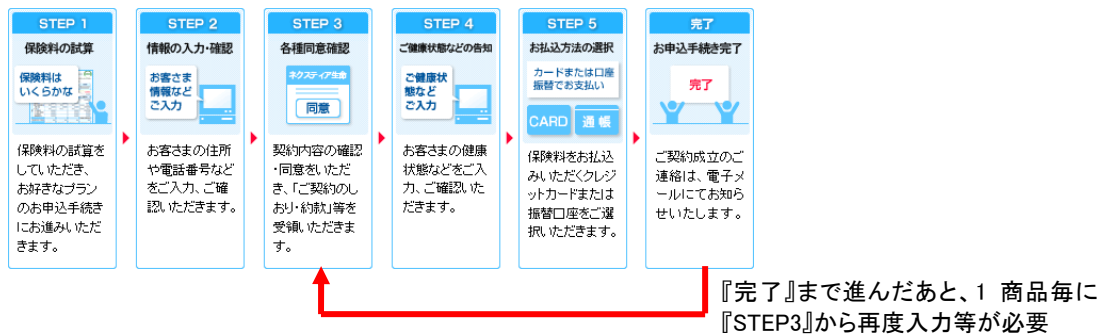 STEP 1
保険料の試算
保険料は
いくらかな
保険料の試算を
していただき、
お好きなプラン
のお申込手続き
にお進みいただ
きます。
STEP 2
情報の入力・確認
お客さま
情報など
ご入力
お客さまの住所
や電話番号など
をご入力、ご確
認いただきます。
STEP 3
各種同意確認
ネクスティア生命
同意
契約内容の確認
・同意をいただ
き、「ご契約のし
おり・約款」等を
受領いただきま
す。
STEP 4
ご健康状態などの告知
ご健康状
態など
ご入力
お客さまの健康
状態などをご入
力、ご確認いた
だきます。
STEP 5
お払込方法の選択
カードまたは口座
振替でお支払い
CARD
通帳
保険料をお払込
みいただくクレジ
ットカードまたは
振替口座をご選
択いただきます。
完了
お申込手続き完了
完了
ご契約成立のご
連絡は、電子メ
ールにてお知ら
せいたします。
『完了』まで進んだあと、1 商品毎に
『STEP3』から再度入力等が必要